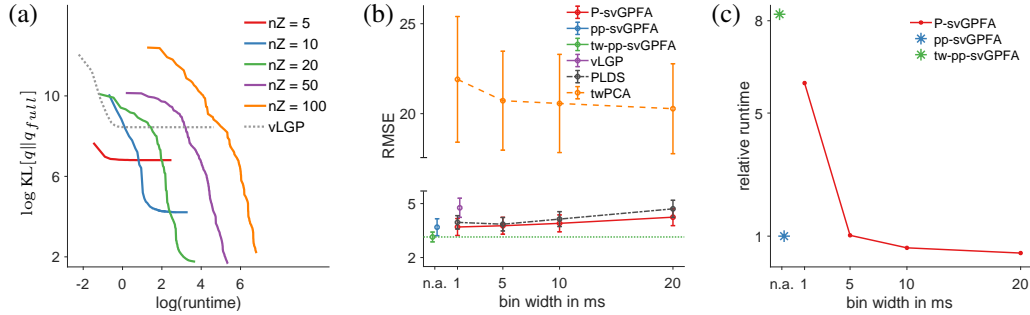 (a)
nZ = 5
nZ = 10
nZ = 20
nZ = 50
nZ = 100
vLGP
log KL[q||q_full]
10
6
2
-2 0 2 4 6
log(runtime)
(b)
P-svGPFA
pp-svGPFA
tw-pp-svGPFA
vLGP
PLDS
twPCA
RMSE
25
20
5
2
n.a. 1 5 10 20
bin width in ms
(c)
P-svGPFA
pp-svGPFA
tw-pp-svGPFA
relative runtime
8
5
1
n.a. 1 5 10 20
bin width in ms